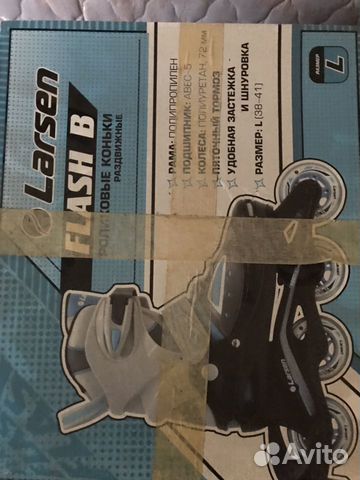 Larsen
FLASH B
РОЛИКОВЫЕ КОНЬКИ
РАЗДВИЖНЫЕ
РАМА: ПОЛИПРОПИЛЕН
ПОДШИПНИК: ABEC-5
КОЛЕСА: ПОЛИУРЕТАН, 72 ММ
ПЯТОЧНЫЙ ТОРМОЗ
УДОБНАЯ ЗАСТЕЖКА
И ШНУРОВКА
РАЗМЕР: L (38-41)
РАЗМЕР
L
Larsen
Avito